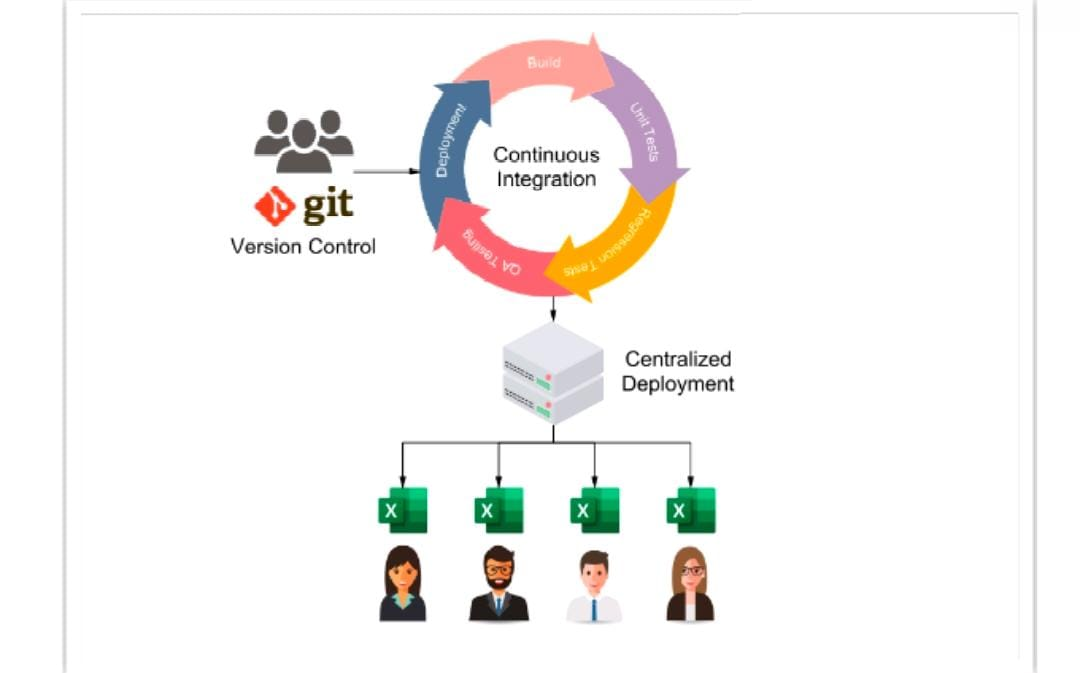 Build
Unit Tests
Regression Tests
QA Testing
Deployment
Continuous
Integration
git
Version Control
Centralized
Deployment
X
X
X
X